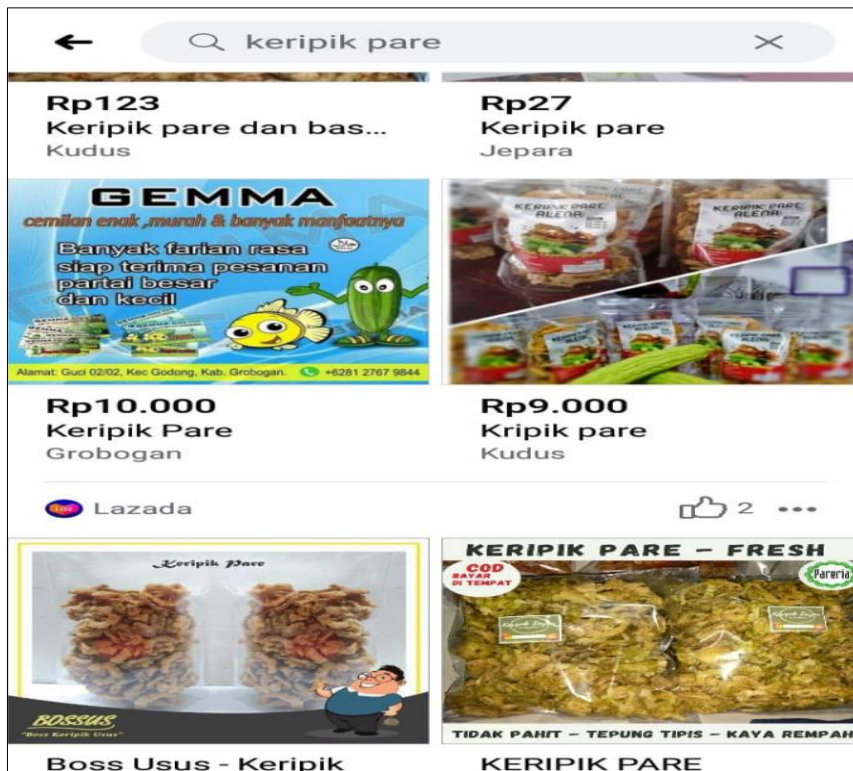 keripik pare
Rp123
Keripik pare dan bas...
Kudus
Rp27
Keripik pare
Jepara
GEMMA
cemilan enak ,murah & banyak manfaatnya
Banyak farian rasa
siap terima pesanan
partai besar
dan kecil
Alamat: Guci 02/02, Kec Godong, Kab. Grobogan. +6281 2767 9844
KERIPIK PARE
ALENA
KERIPIK PARE
ALENA
Rp10.000
Keripik Pare
Grobogan
Rp9.000
Kripik pare
Kudus
Lazada
2
Keripik Pare
BOSSUS
"Boss Keripik Usus"
KERIPIK PARE – FRESH
COD
BAYAR
DI TEMPAT
Pareria
TIDAK PAHIT – TEPUNG TIPIS – KAYA REMPAH
Boss Usus - Keripik
KERIPIK PARE